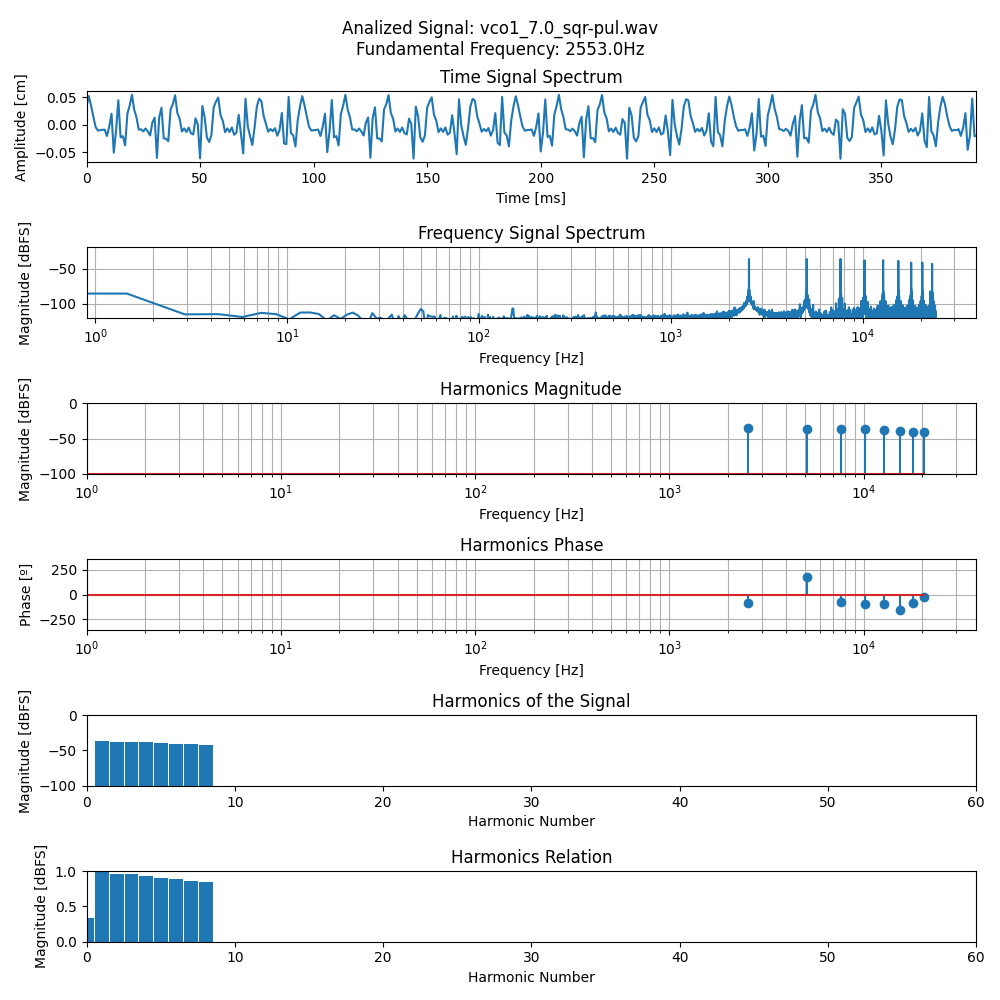 Analized Signal: vco1_7.0_sqr-pul.wav
Fundamental Frequency: 2553.0Hz
Time Signal Spectrum
Amplitude [cm]
0.05
0.00
−0.05
0 50 100 150 200 250 300 350
Time [ms]
Frequency Signal Spectrum
Magnitude [dBFS]
−50
−100
10⁰ 10¹ 10² 10³ 10⁴
Frequency [Hz]
Harmonics Magnitude
Magnitude [dBFS]
0
−50
−100
10⁰ 10¹ 10² 10³ 10⁴
Frequency [Hz]
Harmonics Phase
Phase [º]
250
0
−250
10⁰ 10¹ 10² 10³ 10⁴
Frequency [Hz]
Harmonics of the Signal
Magnitude [dBFS]
0
−50
−100
0 10 20 30 40 50 60
Harmonic Number
Harmonics Relation
Magnitude [dBFS]
1.0
0.5
0.0
0 10 20 30 40 50 60
Harmonic Number